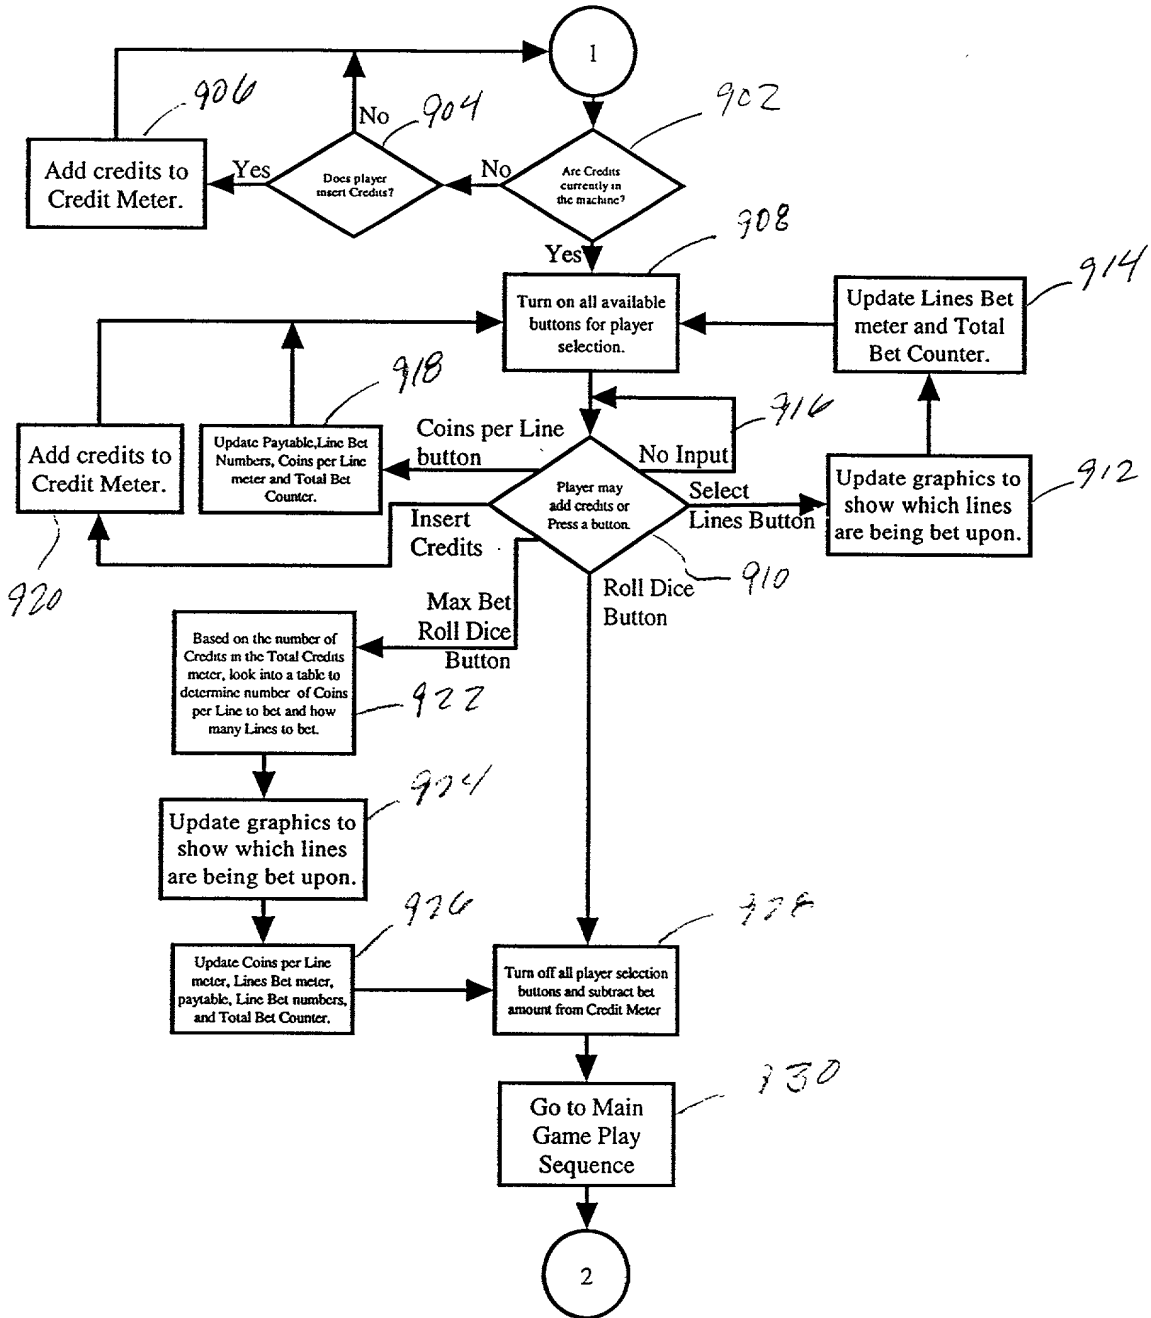 1
906
904
902
No
Add credits to
Credit Meter.
Yes
Does player
insert Credits?
No
Are Credits
currently in
the machine?
908
Yes
914
Turn on all available
buttons for player
selection.
Update Lines Bet
meter and Total
Bet Counter.
918
916
Add credits to
Credit Meter.
Update Paytable,Line Bet
Numbers, Coins per Line
meter and Total Bet
Counter.
Coins per Line
button
No Input
Player may
add credits or
Press a button.
Select
Lines Button
Update graphics to
show which lines
are being bet upon.
912
Insert
Credits
920
910
Roll Dice
Button
Max Bet
Roll Dice
Button
Based on the number of
Credits in the Total Credits
meter, look into a table to
determine number of Coins
per Line to bet and how
many Lines to bet.
922
924
Update graphics to
show which lines
are being bet upon.
926
928
Update Coins per Line
meter, Lines Bet meter,
paytable, Line Bet numbers,
and Total Bet Counter.
Turn off all player selection
buttons and subtract bet
amount from Credit Meter
930
Go to Main
Game Play
Sequence
2